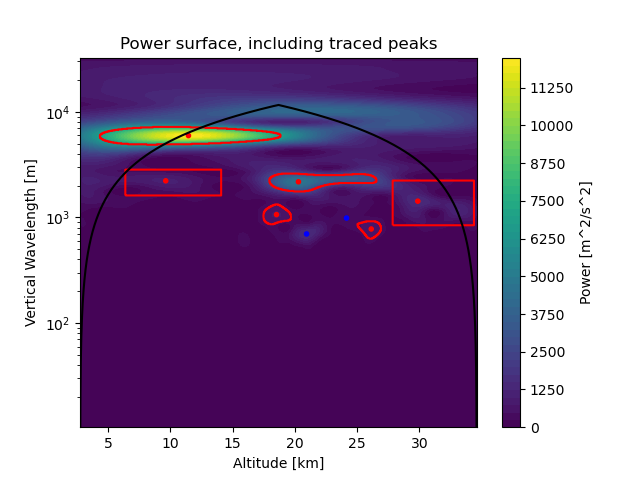 Power surface, including traced peaks
Vertical Wavelength [m]
10^4
10^3
10^2
5 10 15 20 25 30
Altitude [km]
11250
10000
8750
7500
6250
5000
3750
2500
1250
0
Power [m^2/s^2]